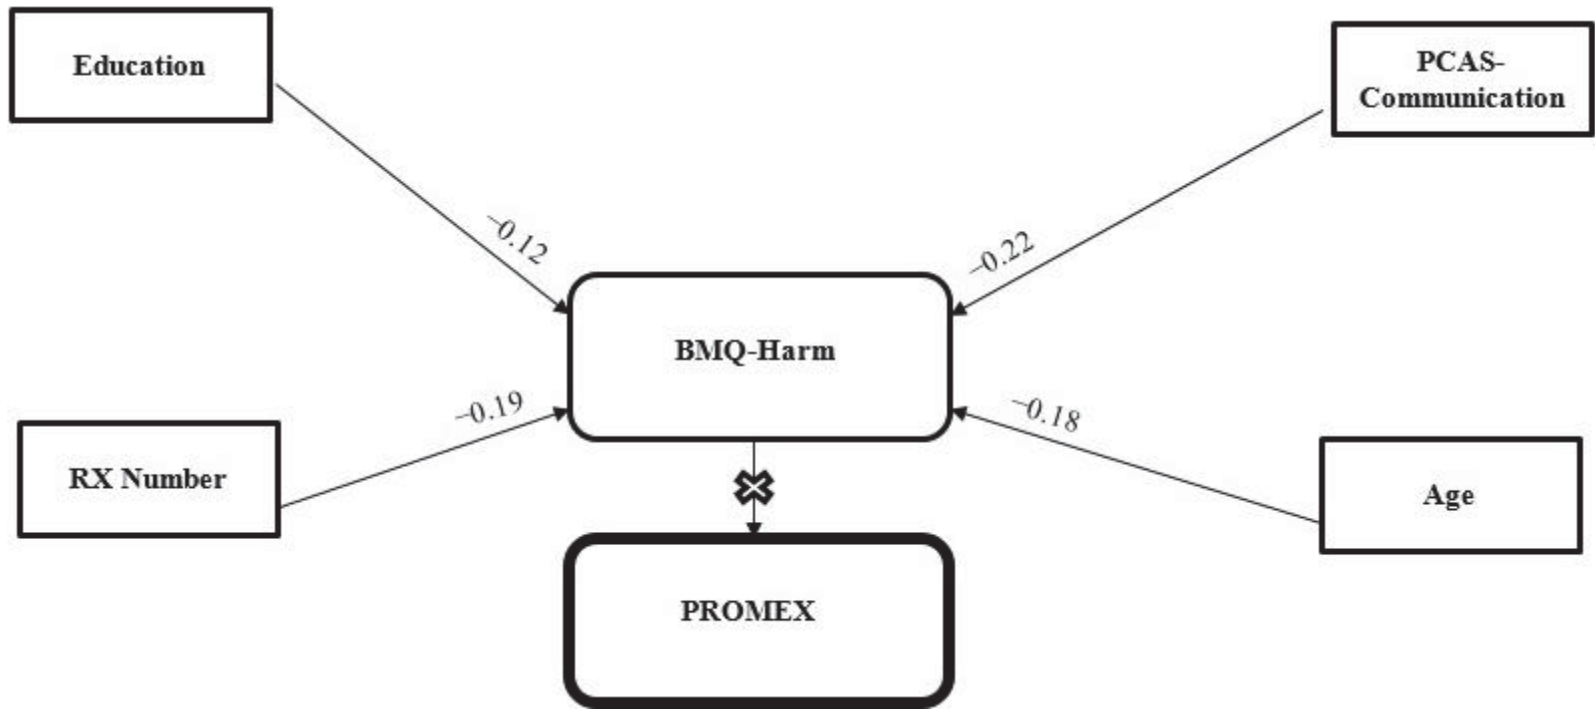 Education
PCAS-
Communication
−0.12
−0.22
BMQ-Harm
−0.19
−0.18
RX Number
Age
PROMEX